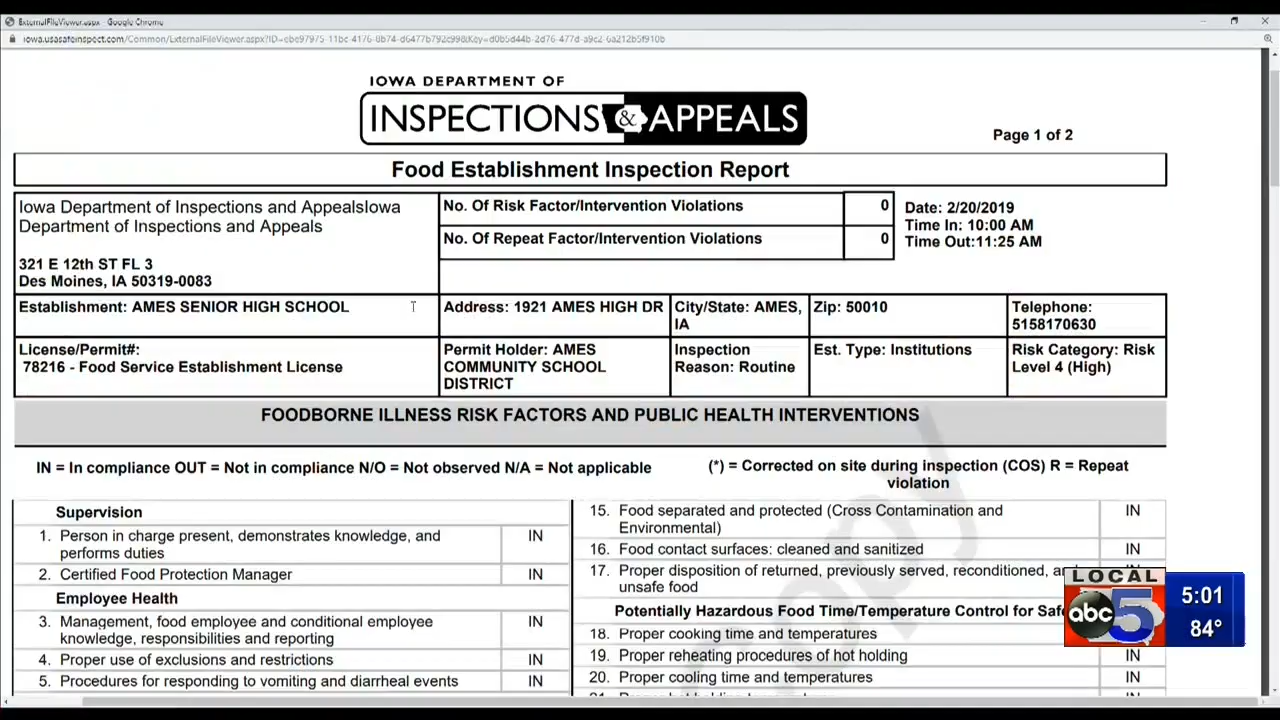 ExternalFileViewer.aspx - Google Chrome
IOWA DEPARTMENT OF
INSPECTIONS & APPEALS
Page 1 of 2
Food Establishment Inspection Report
Iowa Department of Inspections and AppealsIowa
Department of Inspections and Appeals
321 E 12th ST FL 3
Des Moines, IA 50319-0083
No. Of Risk Factor/Intervention Violations 0
No. Of Repeat Factor/Intervention Violations 0
Date: 2/20/2019
Time In: 10:00 AM
Time Out:11:25 AM
Establishment: AMES SENIOR HIGH SCHOOL
Address: 1921 AMES HIGH DR
City/State: AMES,
IA
Zip: 50010
Telephone:
5158170630
License/Permit#:
78216 - Food Service Establishment License
Permit Holder: AMES
COMMUNITY SCHOOL
DISTRICT
Inspection
Reason: Routine
Est. Type: Institutions
Risk Category: Risk
Level 4 (High)
FOODBORNE ILLNESS RISK FACTORS AND PUBLIC HEALTH INTERVENTIONS
IN = In compliance OUT = Not in compliance N/O = Not observed N/A = Not applicable
(*) = Corrected on site during inspection (COS) R = Repeat
violation
Supervision
1. Person in charge present, demonstrates knowledge, and IN
performs duties
2. Certified Food Protection Manager IN
Employee Health
3. Management, food employee and conditional employee IN
knowledge, responsibilities and reporting
4. Proper use of exclusions and restrictions IN
5. Procedures for responding to vomiting and diarrheal events IN
15. Food separated and protected (Cross Contamination and IN
Environmental)
16. Food contact surfaces: cleaned and sanitized IN
17. Proper disposition of returned, previously served, reconditioned,
unsafe food
Potentially Hazardous Food Time/Temperature Control for
18. Proper cooking time and temperatures
19. Proper reheating procedures of hot holding IN
20. Proper cooling time and temperatures IN
Copy
LOCAL
abc 5
5:01
84°